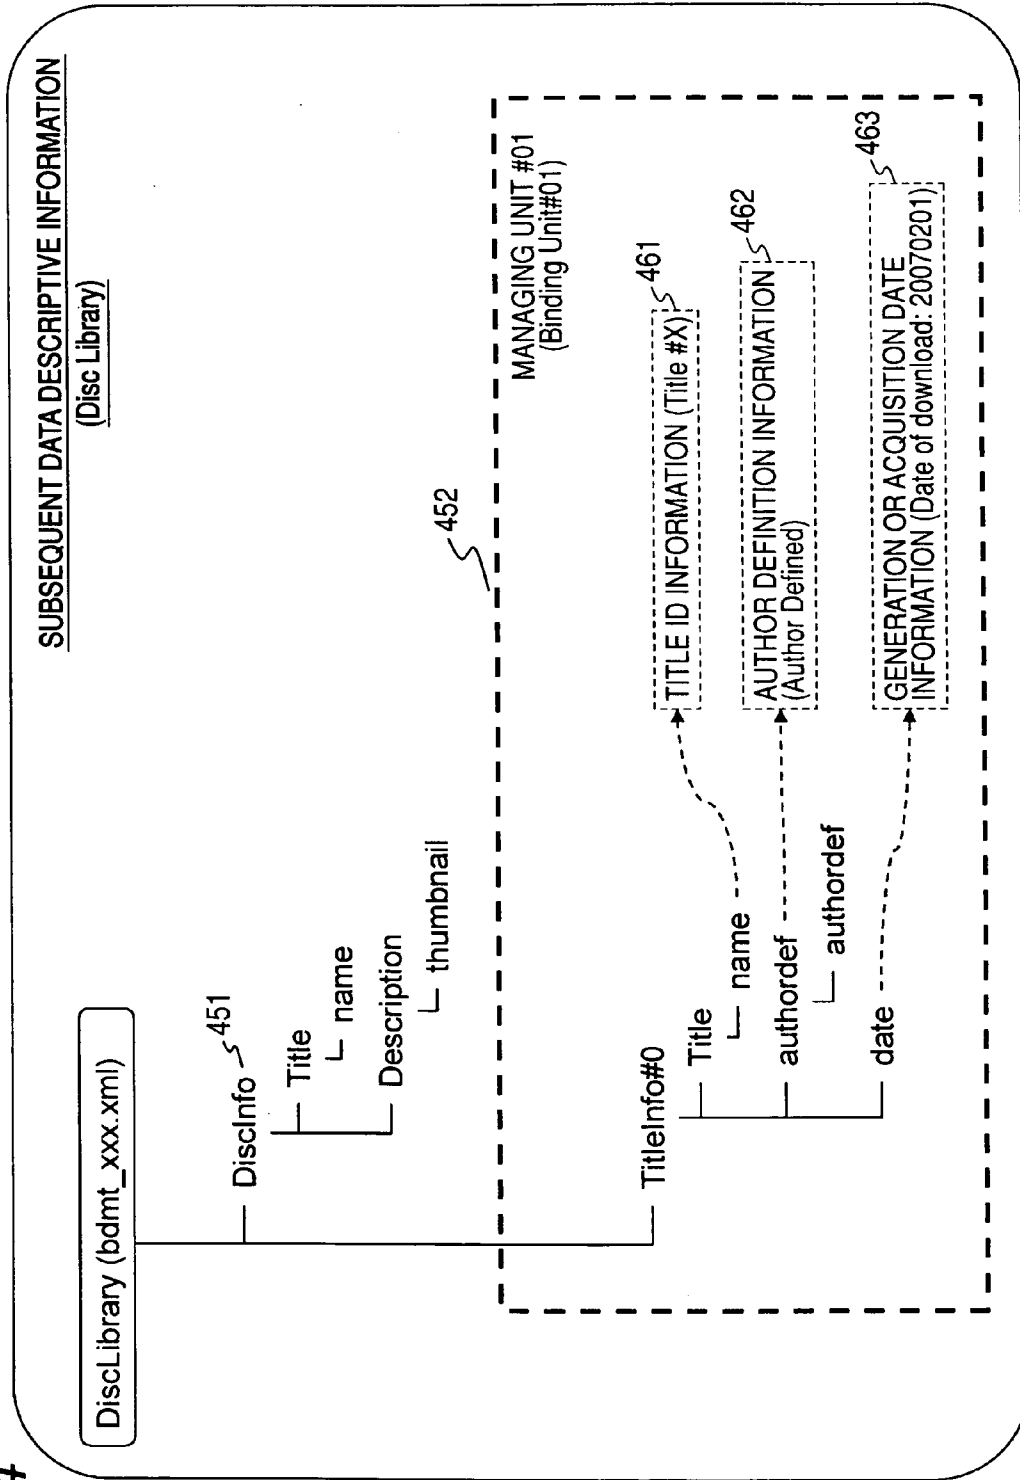 SUBSEQUENT DATA DESCRIPTIVE INFORMATION
(Disc Library)
DiscLibrary (bdmt_xxx.xml)
DiscInfo 451
Title
name
Description
thumbnail
452
MANAGING UNIT #01
(Binding Unit#01)
TitleInfo#0
Title
name
TITLE ID INFORMATION (Title #X)
461
authordef
authordef
AUTHOR DEFINITION INFORMATION
(Author Defined)
462
date
GENERATION OR ACQUISITION DATE
INFORMATION (Date of download: 20070201)
463